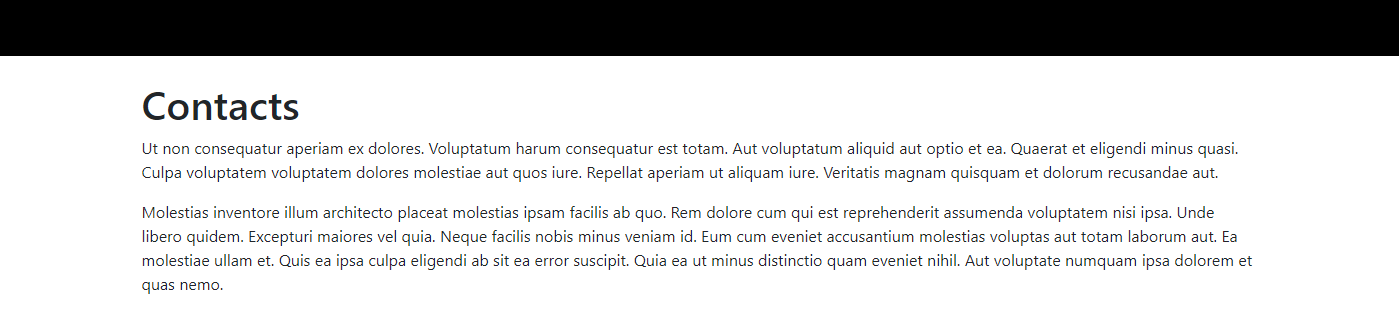 Contacts
Ut non consequatur aperiam ex dolores. Voluptatum harum consequatur est totam. Aut voluptatum aliquid aut optio et ea. Quaerat et eligendi minus quasi.
Culpa voluptatem voluptatem dolores molestiae aut quos iure. Repellat aperiam ut aliquam iure. Veritatis magnam quisquam et dolorum recusandae aut.
Molestias inventore illum architecto placeat molestias ipsam facilis ab quo. Rem dolore cum qui est reprehenderit assumenda voluptatem nisi ipsa. Unde
libero quidem. Excepturi maiores vel quia. Neque facilis nobis minus veniam id. Eum cum eveniet accusantium molestias voluptas aut totam laborum aut. Ea
molestiae ullam et. Quis ea ipsa culpa eligendi ab sit ea error suscipit. Quia ea ut minus distinctio quam eveniet nihil. Aut voluptate numquam ipsa dolorem et
quas nemo.